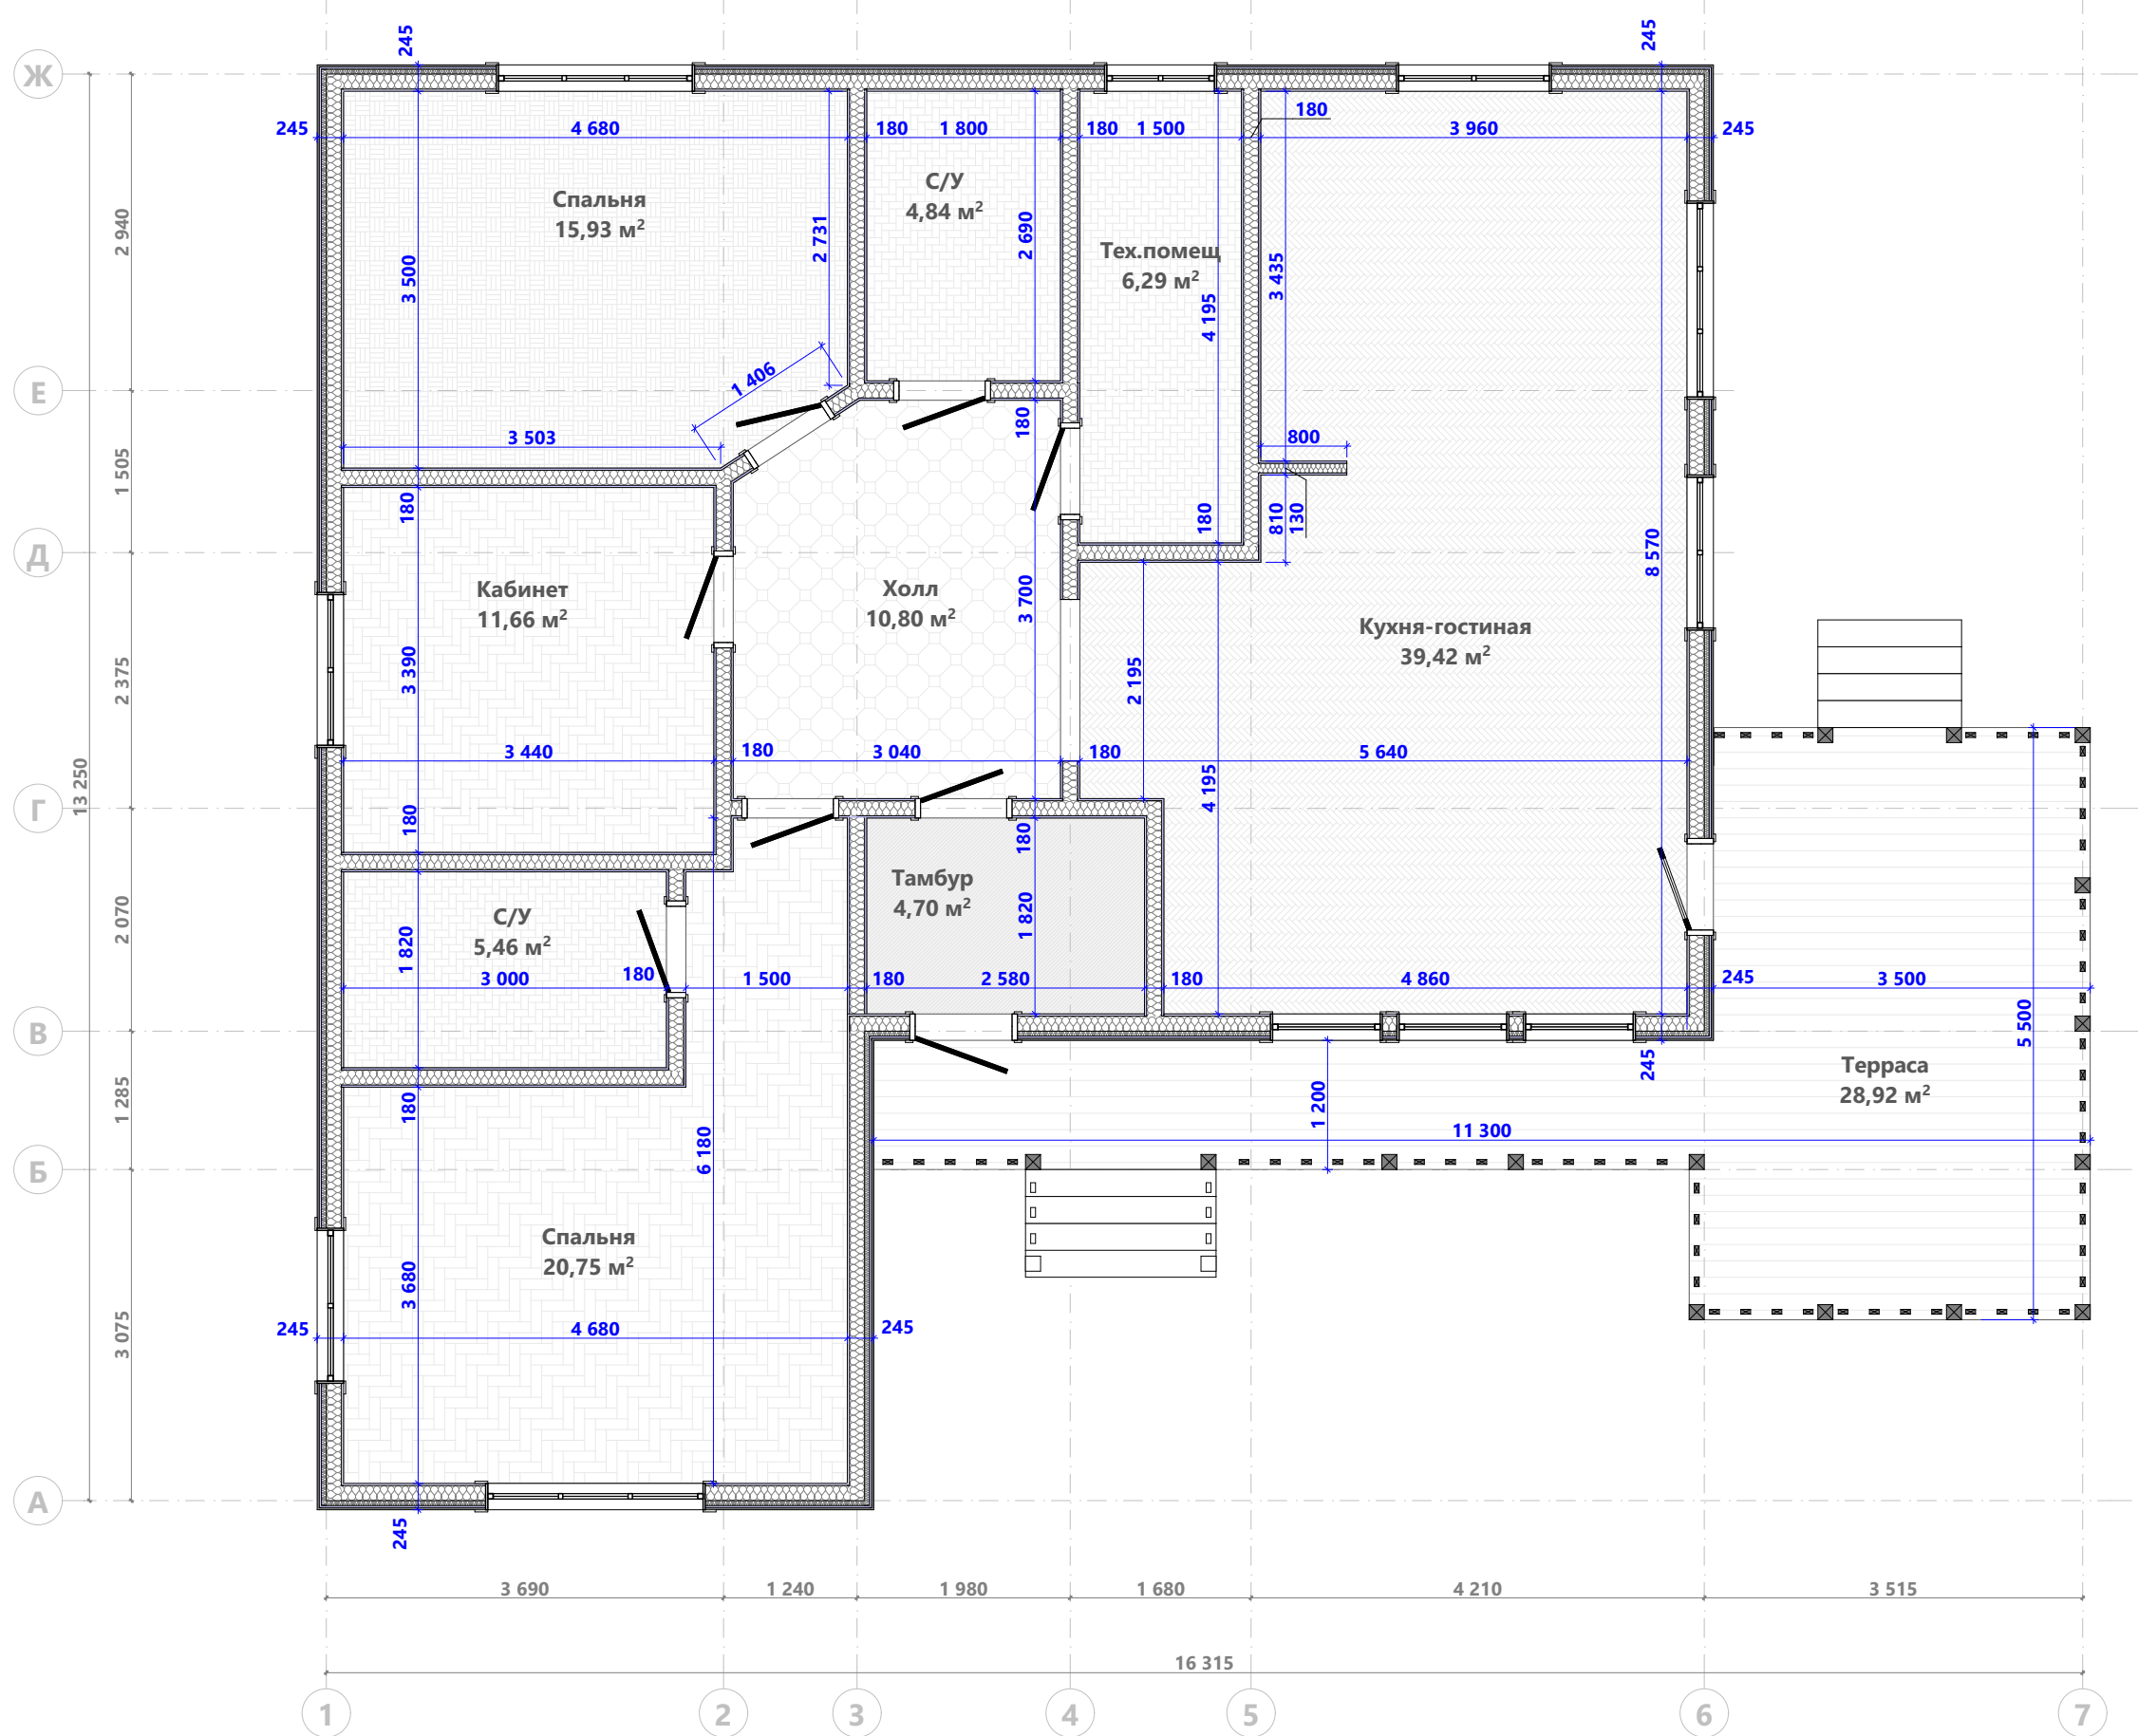 245
245
Ж
245
4 680
180
1 800
180
1 500
180
3 960
245
Спальня
15,93 м²
С/У
4,84 м²
Тех.помещ
6,29 м²
2 940
3 500
2 731
2 690
4 195
3 435
Е
1 406
3 503
180
800
1 505
180
180
810
130
Д
8 570
Кабинет
11,66 м²
Холл
10,80 м²
Кухня-гостиная
39,42 м²
2 375
3 390
3 700
2 195
13 250
3 440
180
3 040
180
5 640
4 195
Г
180
180
Тамбур
4,70 м²
С/У
5,46 м²
2 070
1 820
1 820
3 000
180
1 500
180
2 580
180
4 860
245
3 500
В
5 500
245
Терраса
28,92 м²
1 285
180
1 200
6 180
11 300
Б
Спальня
20,75 м²
3 680
3 075
245
4 680
245
А
245
3 690
1 240
1 980
1 680
4 210
3 515
16 315
1
2
3
4
5
6
7